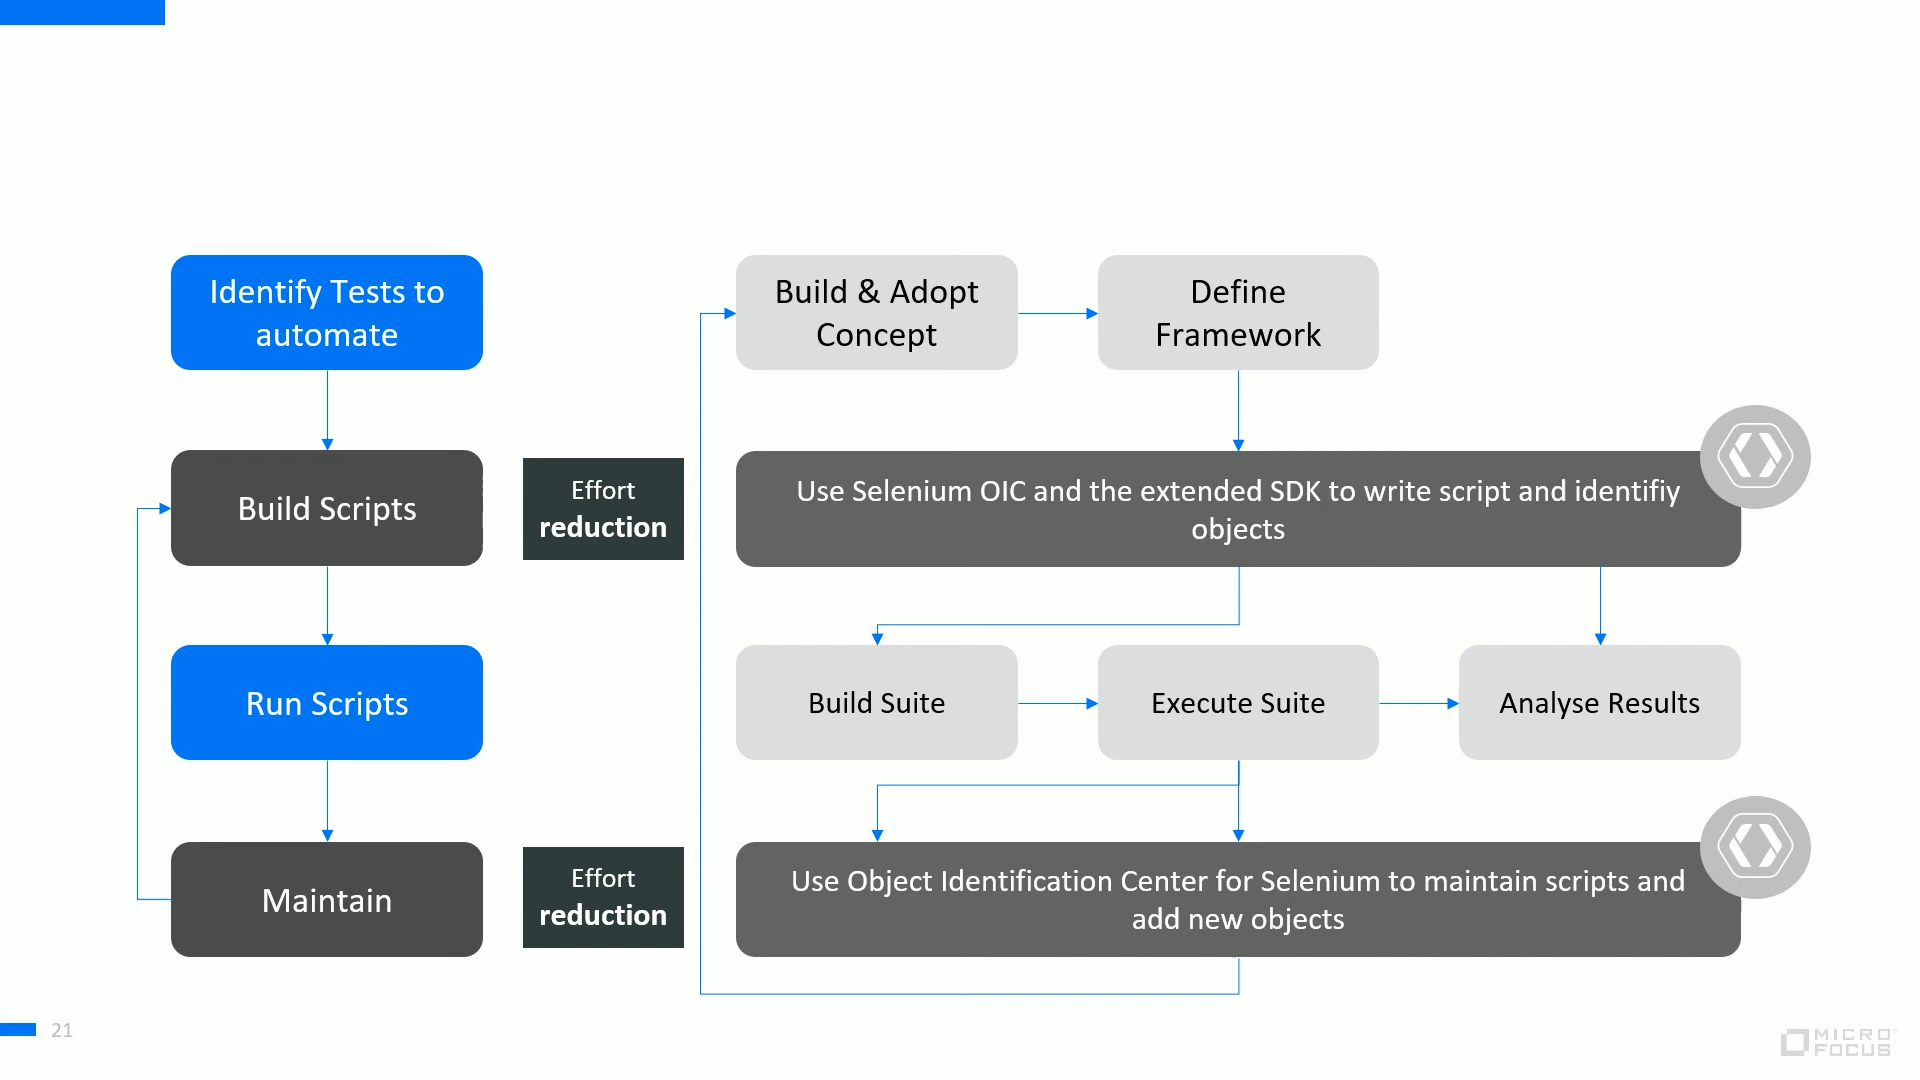 Identify Tests to
automate
Build & Adopt
Concept
Define
Framework
Build Scripts
Effort
reduction
Use Selenium OIC and the extended SDK to write script and identifiy
objects
Run Scripts
Build Suite
Execute Suite
Analyse Results
Maintain
Effort
reduction
Use Object Identification Center for Selenium to maintain scripts and
add new objects
21
MICRO
FOCUS